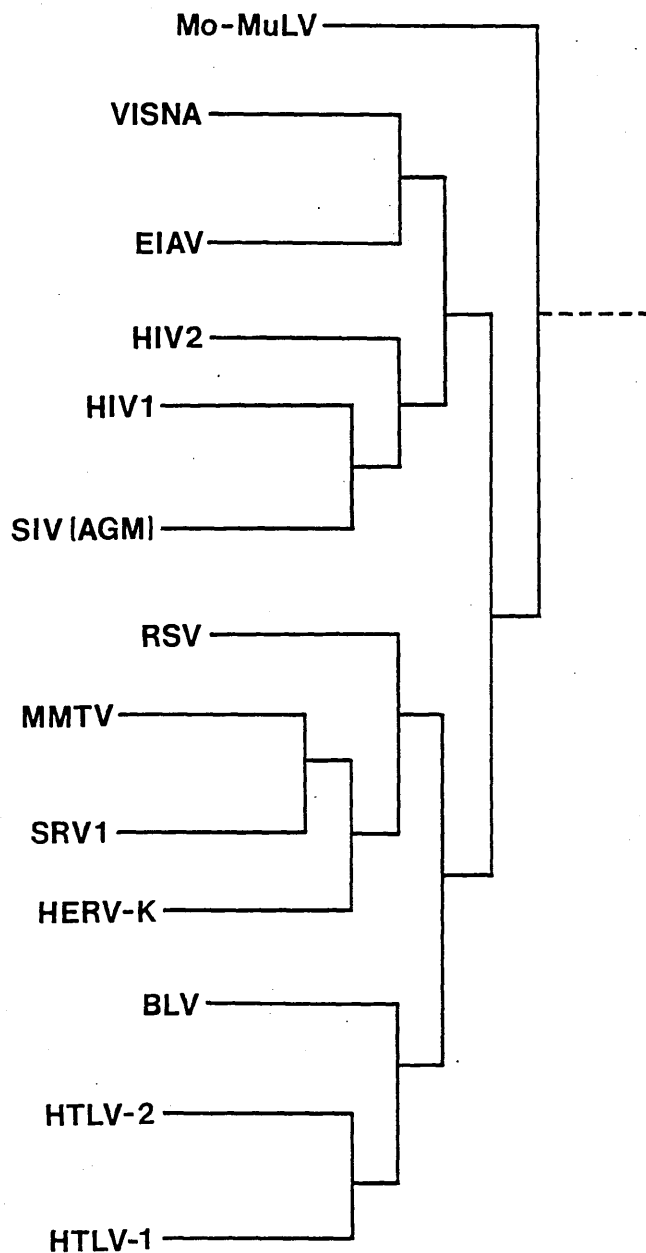 Mo-MuLV
VISNA
EIAV
HIV2
HIV1
SIV (AGM)
RSV
MMTV
SRV1
HERV-K
BLV
HTLV-2
HTLV-1